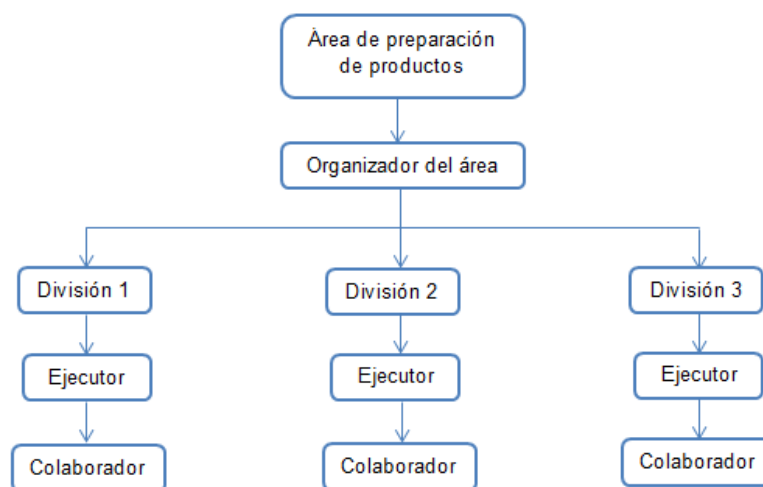 Área de preparación
de productos
Organizador del área
División 1
División 2
División 3
Ejecutor
Ejecutor
Ejecutor
Colaborador
Colaborador
Colaborador